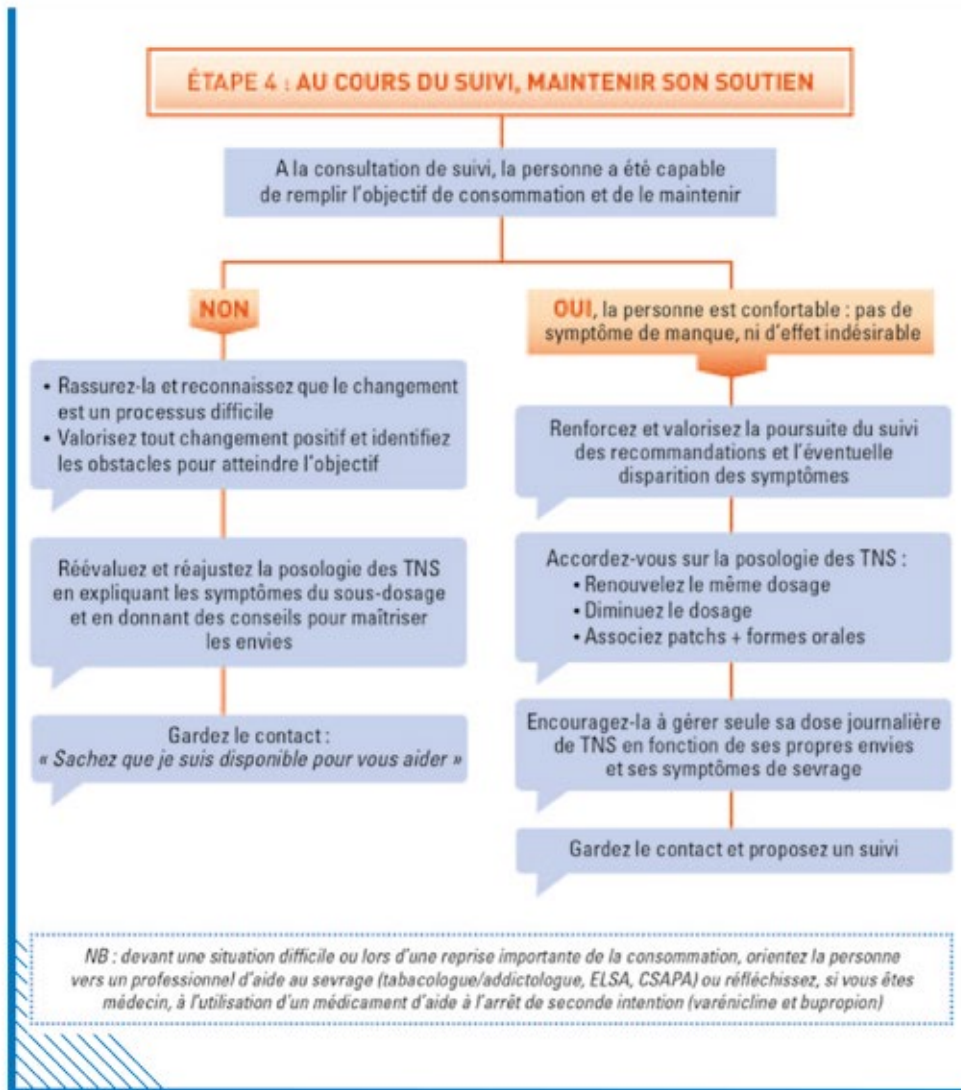 ÉTAPE 4 : AU COURS DU SUIVI, MAINTENIR SON SOUTIEN
A la consultation de suivi, la personne a été capable
de remplir l'objectif de consommation et de le maintenir
NON
• Rassurez-la et reconnaissez que le changement
est un processus difficile
• Valorisez tout changement positif et identifiez
les obstacles pour atteindre l'objectif
Réévaluez et réajustez la posologie des TNS
en expliquant les symptômes du sous-dosage
et en donnant des conseils pour maîtriser
les envies
Gardez le contact :
« Sachez que je suis disponible pour vous aider »
OUI, la personne est confortable : pas de
symptôme de manque, ni d'effet indésirable
Renforcez et valorisez la poursuite du suivi
des recommandations et l'éventuelle
disparition des symptômes
Accordez-vous sur la posologie des TNS :
• Renouvelez le même dosage
• Diminuez le dosage
• Associez patchs + formes orales
Encouragez-la à gérer seule sa dose journalière
de TNS en fonction de ses propres envies
et ses symptômes de sevrage
Gardez le contact et proposez un suivi
NB : devant une situation difficile ou lors d'une reprise importante de la consommation, orientez la personne
vers un professionnel d'aide au sevrage (tabacologue/addictologue, ELSA, CSAPA) ou réfléchissez, si vous êtes
médecin, à l'utilisation d'un médicament d'aide à l'arrêt de seconde intention (varénicline et bupropion)